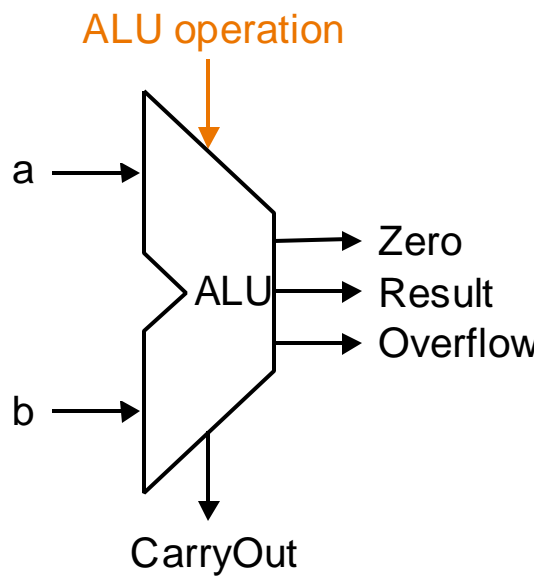 ALU operation
a
Zero
ALU
Result
Overflow
b
CarryOut